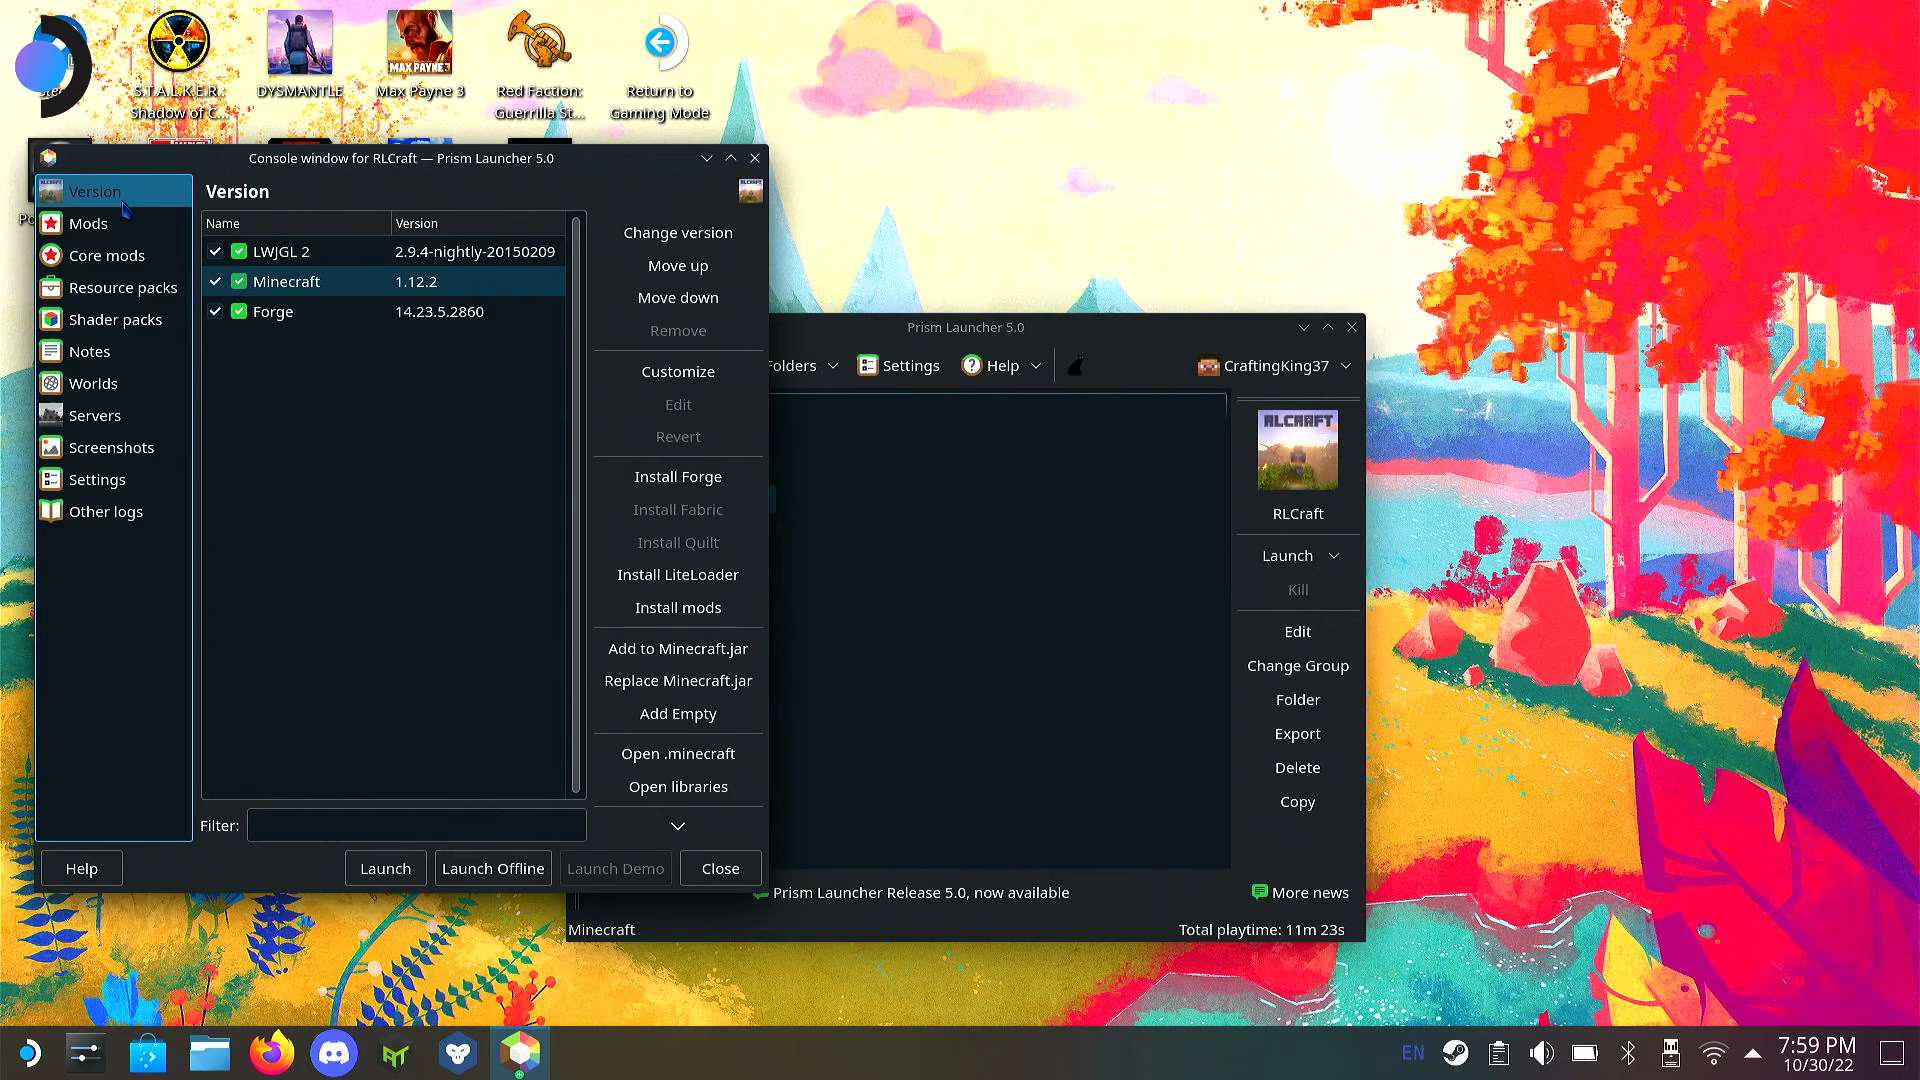 S.T.A.L.K.E.R.:
Shadow of C...
DYSMANTLE
MAX PAYNE 3
Max Payne 3
Red Faction:
Guerrilla St...
Return to
Gaming Mode
Console window for RLCraft — Prism Launcher 5.0
Version
Mods
Core mods
Resource packs
Shader packs
Notes
Worlds
Servers
Screenshots
Settings
Other logs
Version
Name Version
LWJGL 2 2.9.4-nightly-20150209
Minecraft 1.12.2
Forge 14.23.5.2860
Change version
Move up
Move down
Remove
Customize
Edit
Revert
Install Forge
Install Fabric
Install Quilt
Install LiteLoader
Install mods
Add to Minecraft.jar
Replace Minecraft.jar
Add Empty
Open .minecraft
Open libraries
Filter:
Help
Launch
Launch Offline
Launch Demo
Close
Prism Launcher 5.0
olders
Settings
Help
CraftingKing37
RLCRAFT
RLCraft
Launch
Kill
Edit
Change Group
Folder
Export
Delete
Copy
Prism Launcher Release 5.0, now available
More news
Minecraft
Total playtime: 11m 23s
EN
7:59 PM
10/30/22